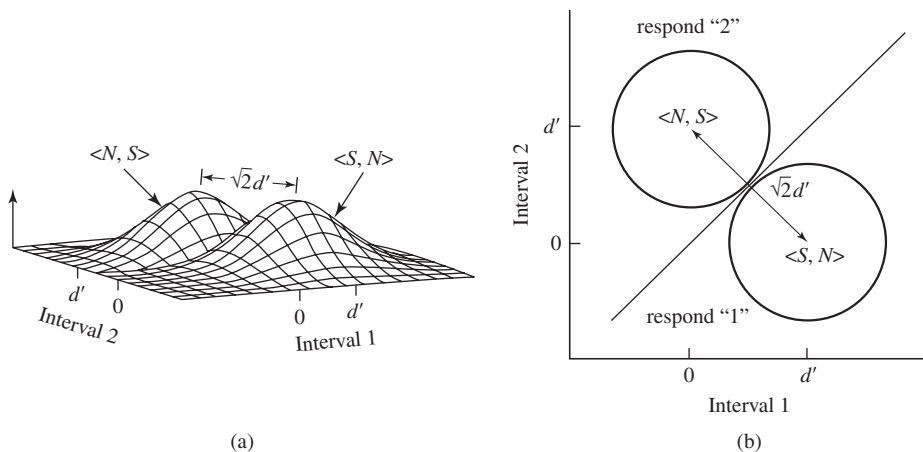 <N, S>
√2d′
<S, N>
d′
0
Interval 2
0
d′
Interval 1
(a)
respond “2”
<N, S>
d′
Interval 2
√2d′
0
<S, N>
respond “1”
0
d′
Interval 1
(b)